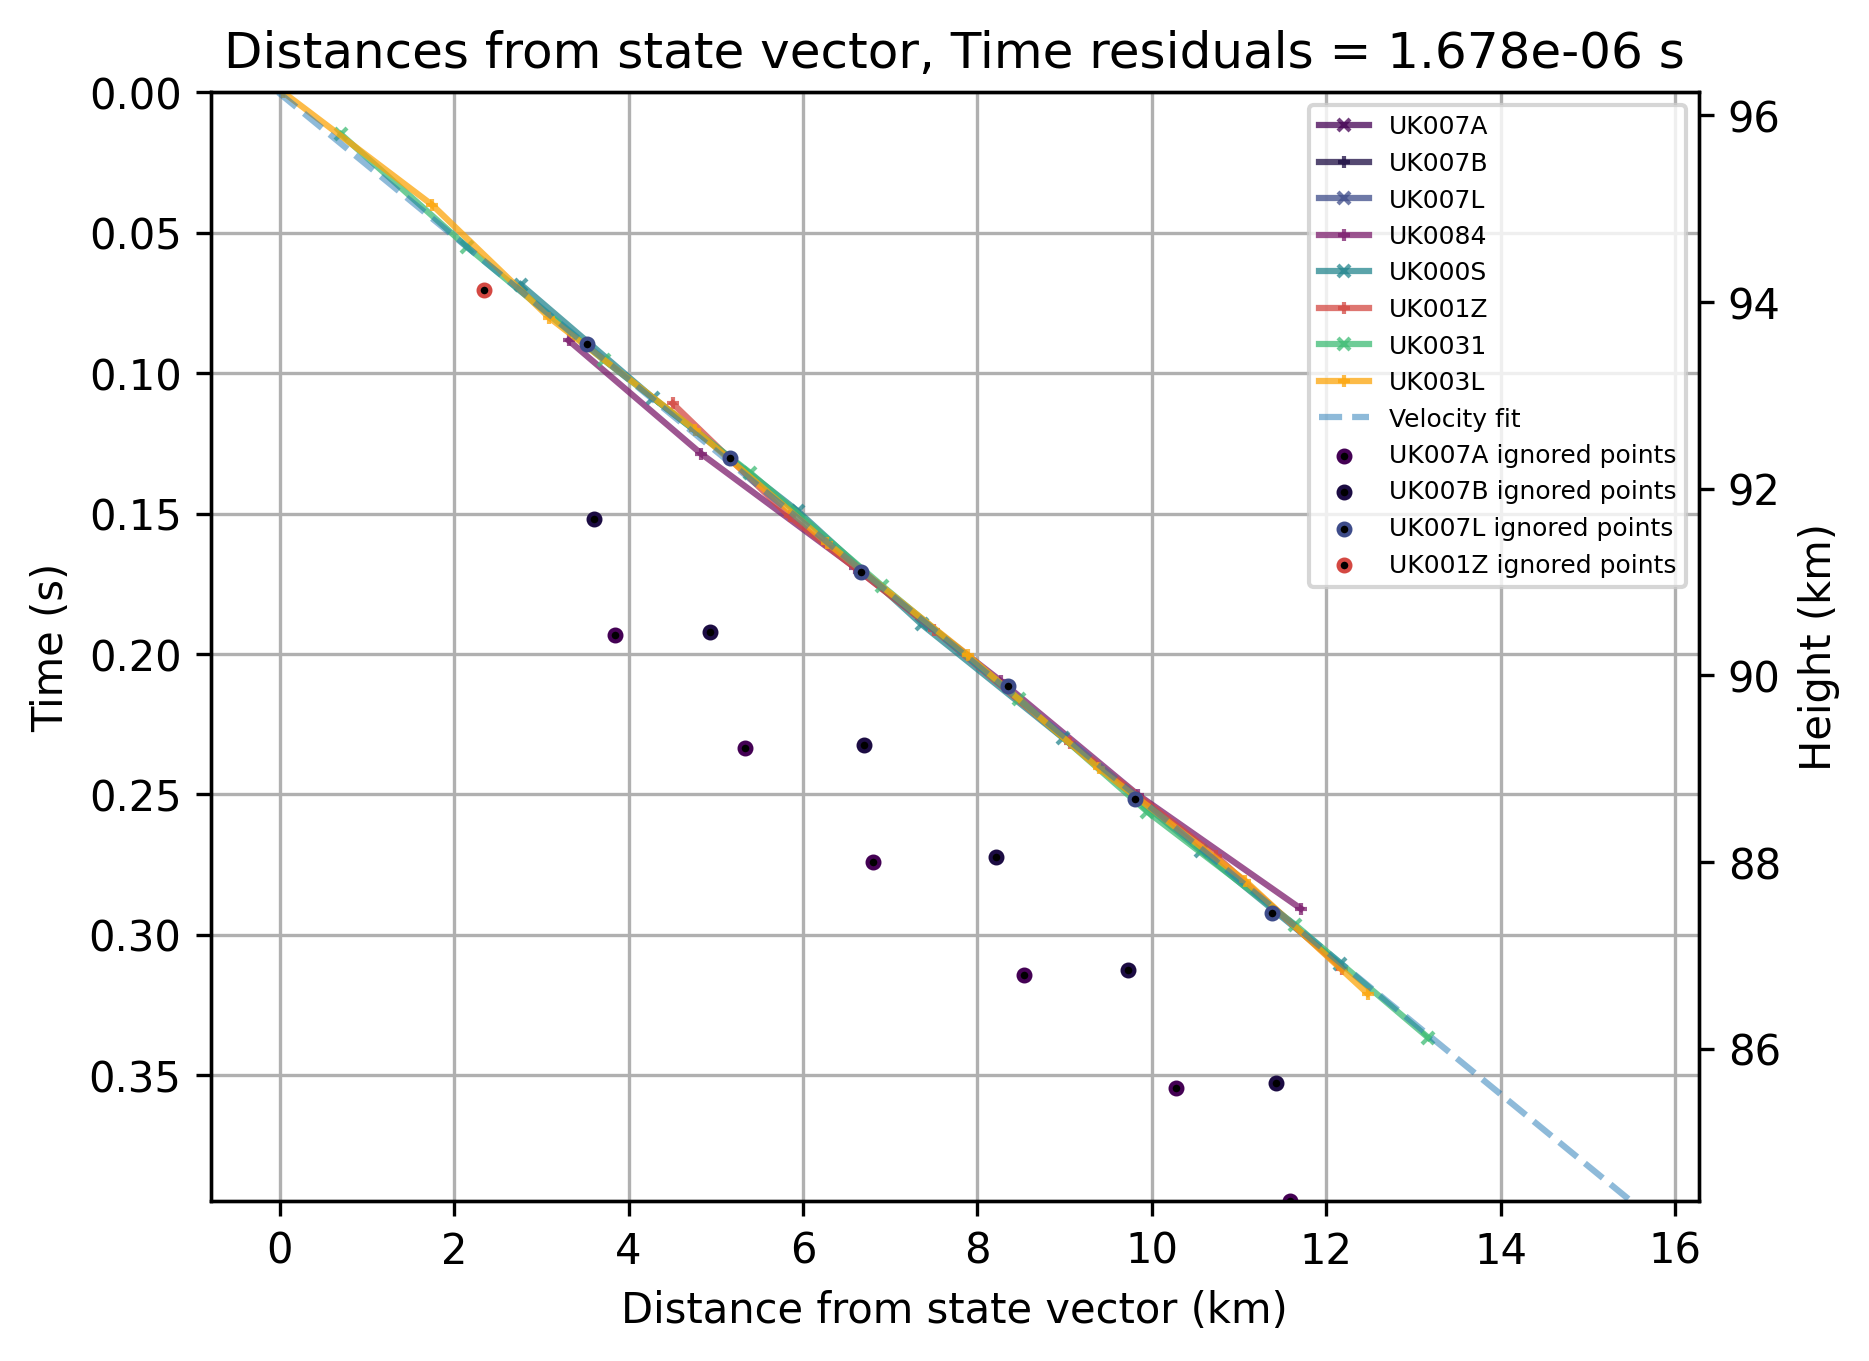 Distances from state vector, Time residuals = 1.678e-06 s
0.00
0.05
0.10
0.15
0.20
0.25
0.30
0.35
Time (s)
UK007A
UK007B
UK007L
UK0084
UK000S
UK001Z
UK0031
UK003L
Velocity fit
UK007A ignored points
UK007B ignored points
UK007L ignored points
UK001Z ignored points
96
94
92
90
88
86
Height (km)
0 2 4 6 8 10 12 14 16
Distance from state vector (km)